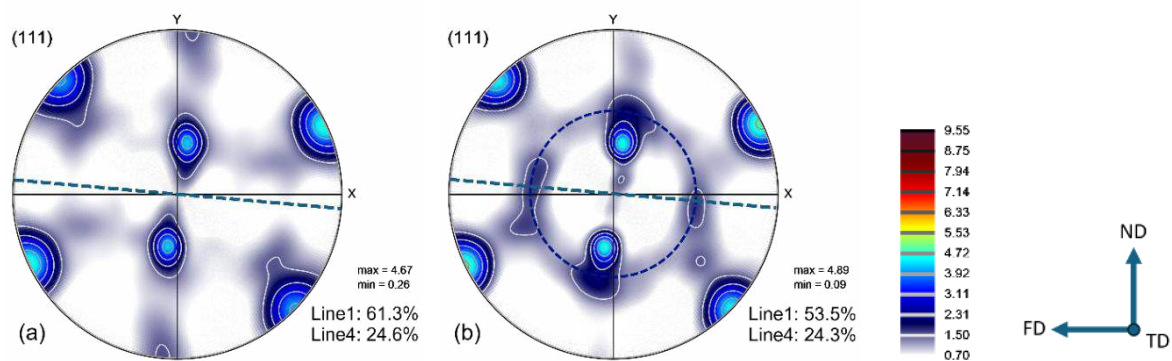 Y
(111)
X
max = 4.67
min = 0.26
Line1: 61.3%
Line4: 24.6%
(a)
Y
(111)
X
max = 4.89
min = 0.09
Line1: 53.5%
Line4: 24.3%
(b)
9.55
8.75
7.94
7.14
6.33
5.53
4.72
3.92
3.11
2.31
1.50
0.70
ND
FD
TD